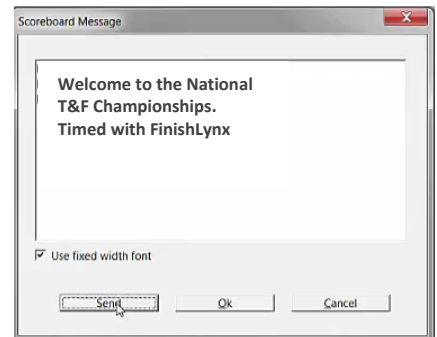 Scoreboard Message
Welcome to the National
T&F Championships.
Timed with FinishLynx
Use fixed width font
Send
Ok
Cancel